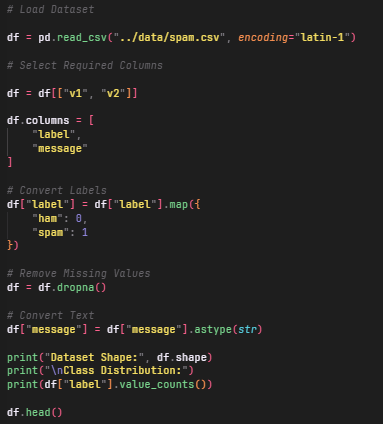 # Load Dataset
df = pd.read_csv("../data/spam.csv", encoding="latin-1")
# Select Required Columns
df = df[["v1", "v2"]]
df.columns = [
    "label",
    "message"
]
# Convert Labels
df["label"] = df["label"].map({
    "ham": 0,
    "spam": 1
})
# Remove Missing Values
df = df.dropna()
# Convert Text
df["message"] = df["message"].astype(str)
print("Dataset Shape:", df.shape)
print("\nClass Distribution:")
print(df["label"].value_counts())
df.head()